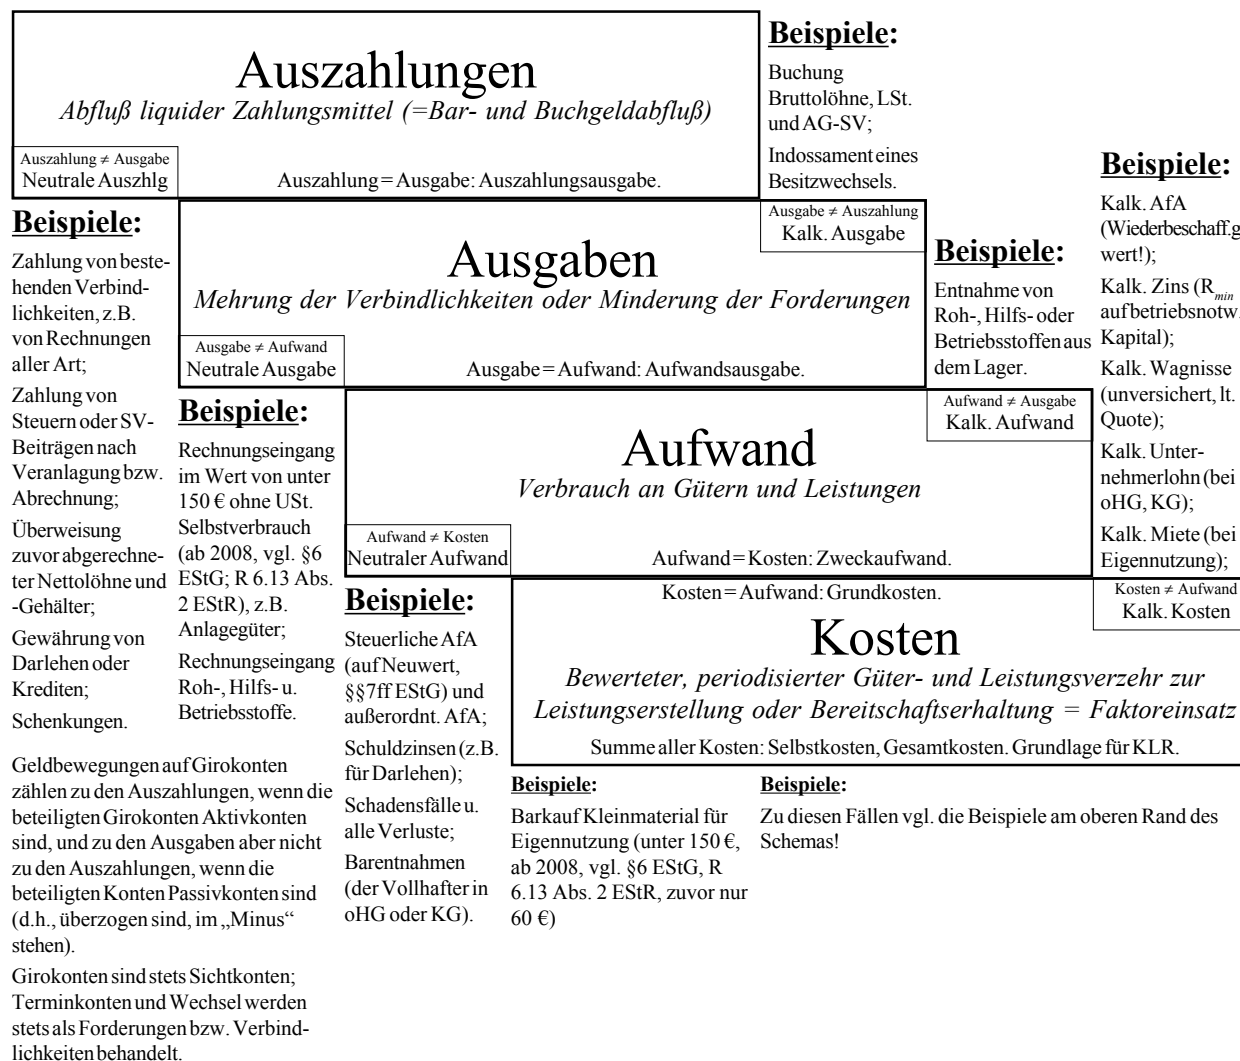 Auszahlungen
Abfluß liquider Zahlungsmittel (=Bar- und Buchgeldabfluß)
Auszahlung ≠ Ausgabe
Neutrale Auszhlg
Auszahlung = Ausgabe: Auszahlungsausgabe.
Beispiele:
Buchung
Bruttolöhne, LSt.
und AG-SV;
Indossament eines
Besitzwechsels.
Beispiele:
Zahlung von beste-
henden Verbind-
lichkeiten, z.B.
von Rechnungen
aller Art;
Zahlung von
Steuern oder SV-
Beiträgen nach
Veranlagung bzw.
Abrechnung;
Überweisung
zuvor abgerechne-
ter Nettolöhne und
-Gehälter;
Gewährung von
Darlehen oder
Krediten;
Schenkungen.
Ausgabe ≠ Auszahlung
Kalk. Ausgabe
Ausgaben
Mehrung der Verbindlichkeiten oder Minderung der Forderungen
Ausgabe ≠ Aufwand
Neutrale Ausgabe
Ausgabe = Aufwand: Aufwandsausgabe.
Beispiele:
Entnahme von
Roh-, Hilfs- oder
Betriebsstoffen aus
dem Lager.
Beispiele:
Kalk. AfA
(Wiederbeschaff.g
wert!);
Kalk. Zins (Rmin
auf betriebsnotw.
Kapital);
Kalk. Wagnisse
(unversichert, lt.
Quote);
Kalk. Unter-
nehmerlohn (bei
oHG, KG);
Kalk. Miete (bei
Eigennutzung);
Beispiele:
Rechnungseingang
im Wert von unter
150 € ohne USt.
Selbstverbrauch
(ab 2008, vgl. §6
EStG; R 6.13 Abs.
2 EStR), z.B.
Anlagegüter;
Rechnungseingang
Roh-, Hilfs- u.
Betriebsstoffe.
Aufwand ≠ Ausgabe
Kalk. Aufwand
Aufwand
Verbrauch an Gütern und Leistungen
Aufwand ≠ Kosten
Neutraler Aufwand
Aufwand = Kosten: Zweckaufwand.
Beispiele:
Steuerliche AfA
(auf Neuwert,
§§7ff EStG) und
außerordnt. AfA;
Schuldzinsen (z.B.
für Darlehen);
Schadensfälle u.
alle Verluste;
Barentnahmen
(der Vollhafter in
oHG oder KG).
Kosten = Aufwand: Grundkosten.
Kosten ≠ Aufwand
Kalk. Kosten
Kosten
Bewerteter, periodisierter Güter- und Leistungsverzehr zur
Leistungserstellung oder Bereitschaftserhaltung = Faktoreinsatz
Summe aller Kosten: Selbstkosten, Gesamtkosten. Grundlage für KLR.
Beispiele:
Barkauf Kleinmaterial für
Eigennutzung (unter 150 €,
ab 2008, vgl. §6 EStG, R
6.13 Abs. 2 EStR, zuvor nur
60 €)
Beispiele:
Zu diesen Fällen vgl. die Beispiele am oberen Rand des
Schemas!
Geldbewegungen auf Girokonten
zählen zu den Auszahlungen, wenn die
beteiligten Girokonten Aktivkonten
sind, und zu den Ausgaben aber nicht
zu den Auszahlungen, wenn die
beteiligten Konten Passivkonten sind
(d.h., überzogen sind, im „Minus“
stehen).
Girokonten sind stets Sichtkonten;
Terminkonten und Wechsel werden
stets als Forderungen bzw. Verbind-
lichkeiten behandelt.